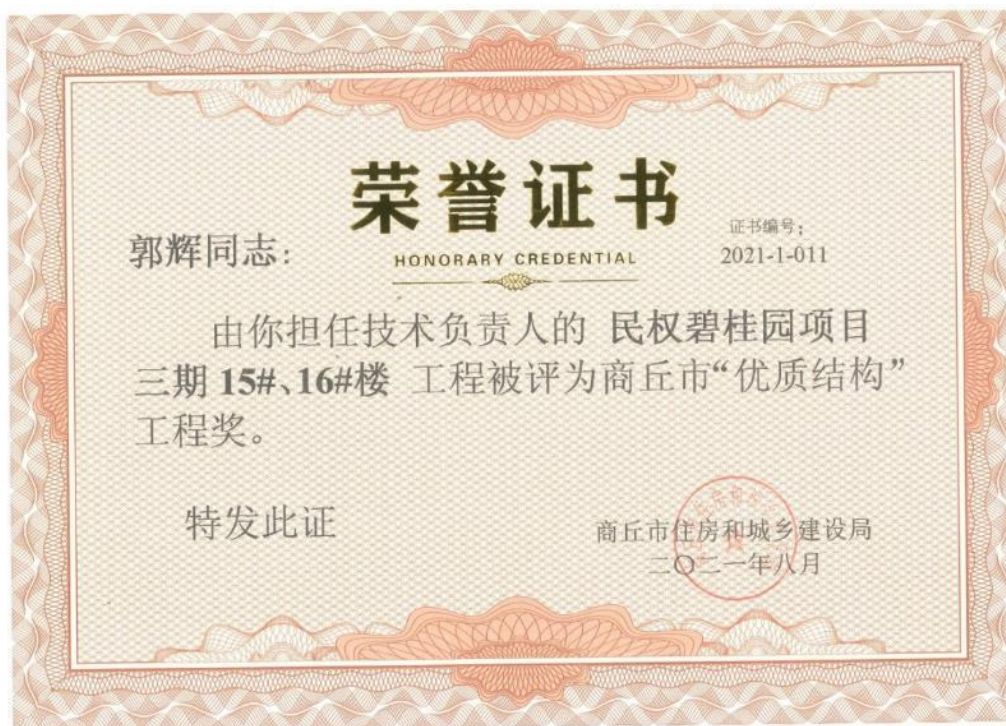 荣誉证书
郭辉同志:
HONORARY CREDENTIAL
证书编号;
2021-1-011
由你担任技术负责人的 民权碧桂园项目
三期 15#、16#楼 工程被评为商丘市“优质结构”
工程奖。
特发此证
商丘市住房和城乡建设局
二〇二一年八月